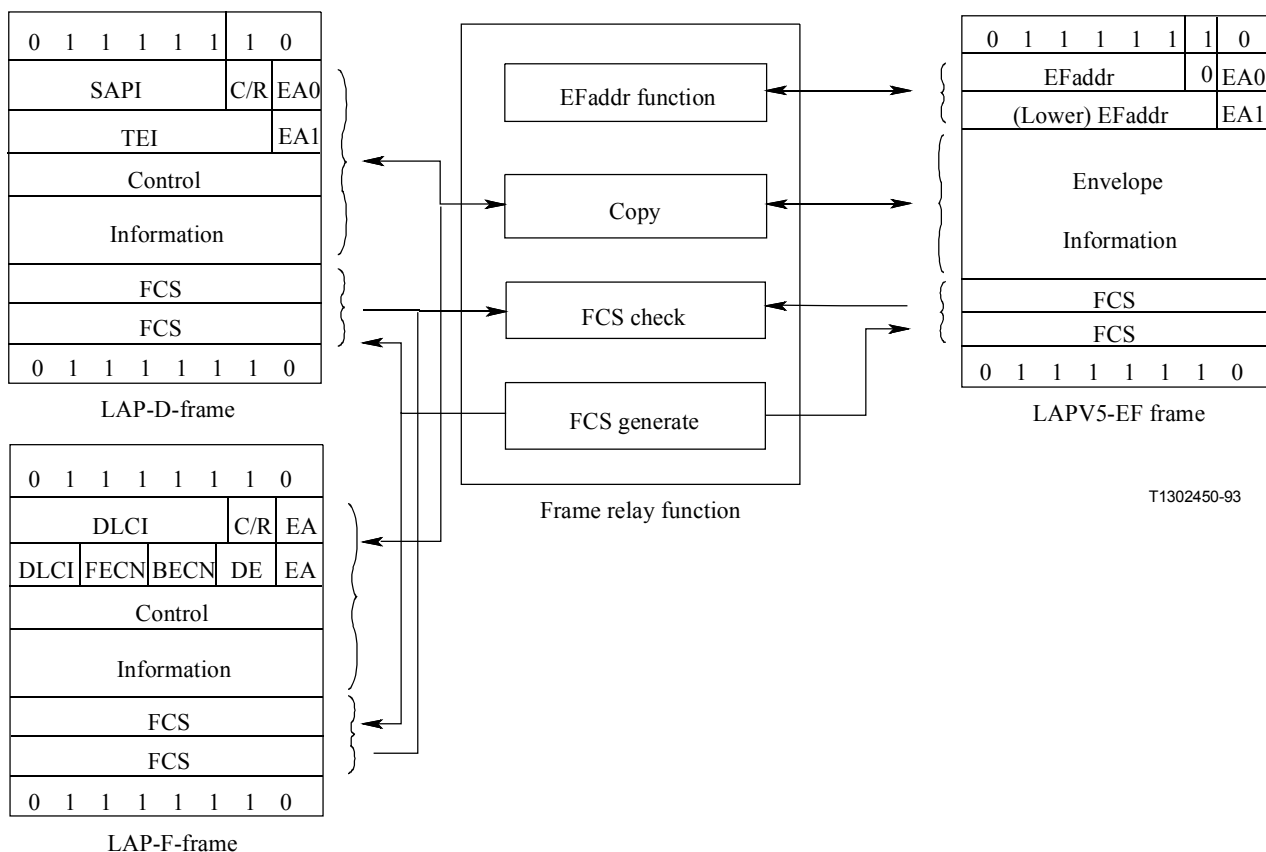 0 1 1 1 1 1 1 0
SAPI C/R EA0
TEI EA1
Control
Information
FCS
FCS
0 1 1 1 1 1 1 0
LAP-D-frame
0 1 1 1 1 1 1 0
DLCI C/R EA
DLCI FECN BECN DE EA
Control
Information
FCS
FCS
0 1 1 1 1 1 1 0
LAP-F-frame
EFaddr function
Copy
FCS check
FCS generate
Frame relay function
0 1 1 1 1 1 1 0
EFaddr 0 EA0
(Lower) EFaddr EA1
Envelope
Information
FCS
FCS
0 1 1 1 1 1 1 0
LAPV5-EF frame
T1302450-93